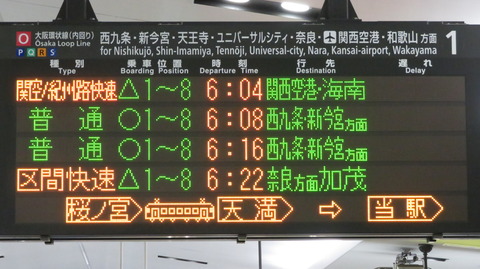 O 大阪環状線(内回り) 西九条・新今宮・天王寺・ユニバーサルシティ・奈良・関西空港・和歌山 方面 1
Osaka Loop Line
P Q R S for Nishikujō, Shin-Imamiya, Tennōji, Universal-city, Nara, Kansai-airport, Wakayama
種別 乗車位置 時刻 行先 遅れ
Boarding Position Departure Time Destination Delay
関空/紀州路快速 △1~8 6:04 関西空港・海南
普通 ○1~8 6:08 西九条・新今宮方面
普通 ○1~8 6:16 西九条・新今宮方面
区間快速 △1~8 6:22 奈良方面加茂
桜ノ宮 天満 ⇨ 当駅